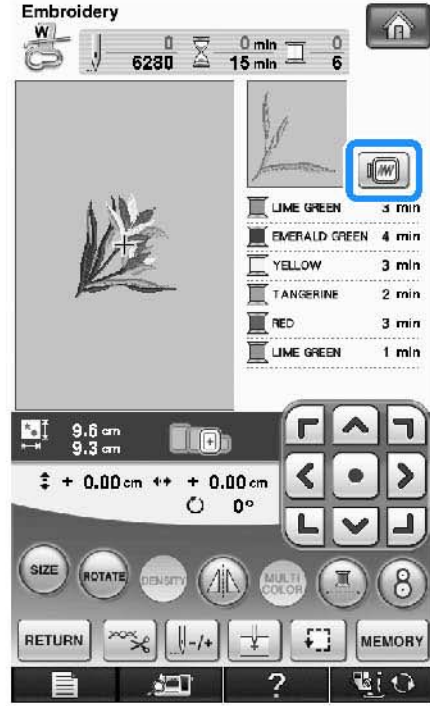 Embroidery
W
0 0 min 0
6280 15 min 6
LIME GREEN 3 min
EMERALD GREEN 4 min
YELLOW 3 min
TANGERINE 2 min
RED 3 min
LIME GREEN 1 min
9.6 cm
9.3 cm
+ 0.00 cm + 0.00 cm
0°
SIZE ROTATE DENSITY MULTI COLOR 8
RETURN -/+ MEMORY
?